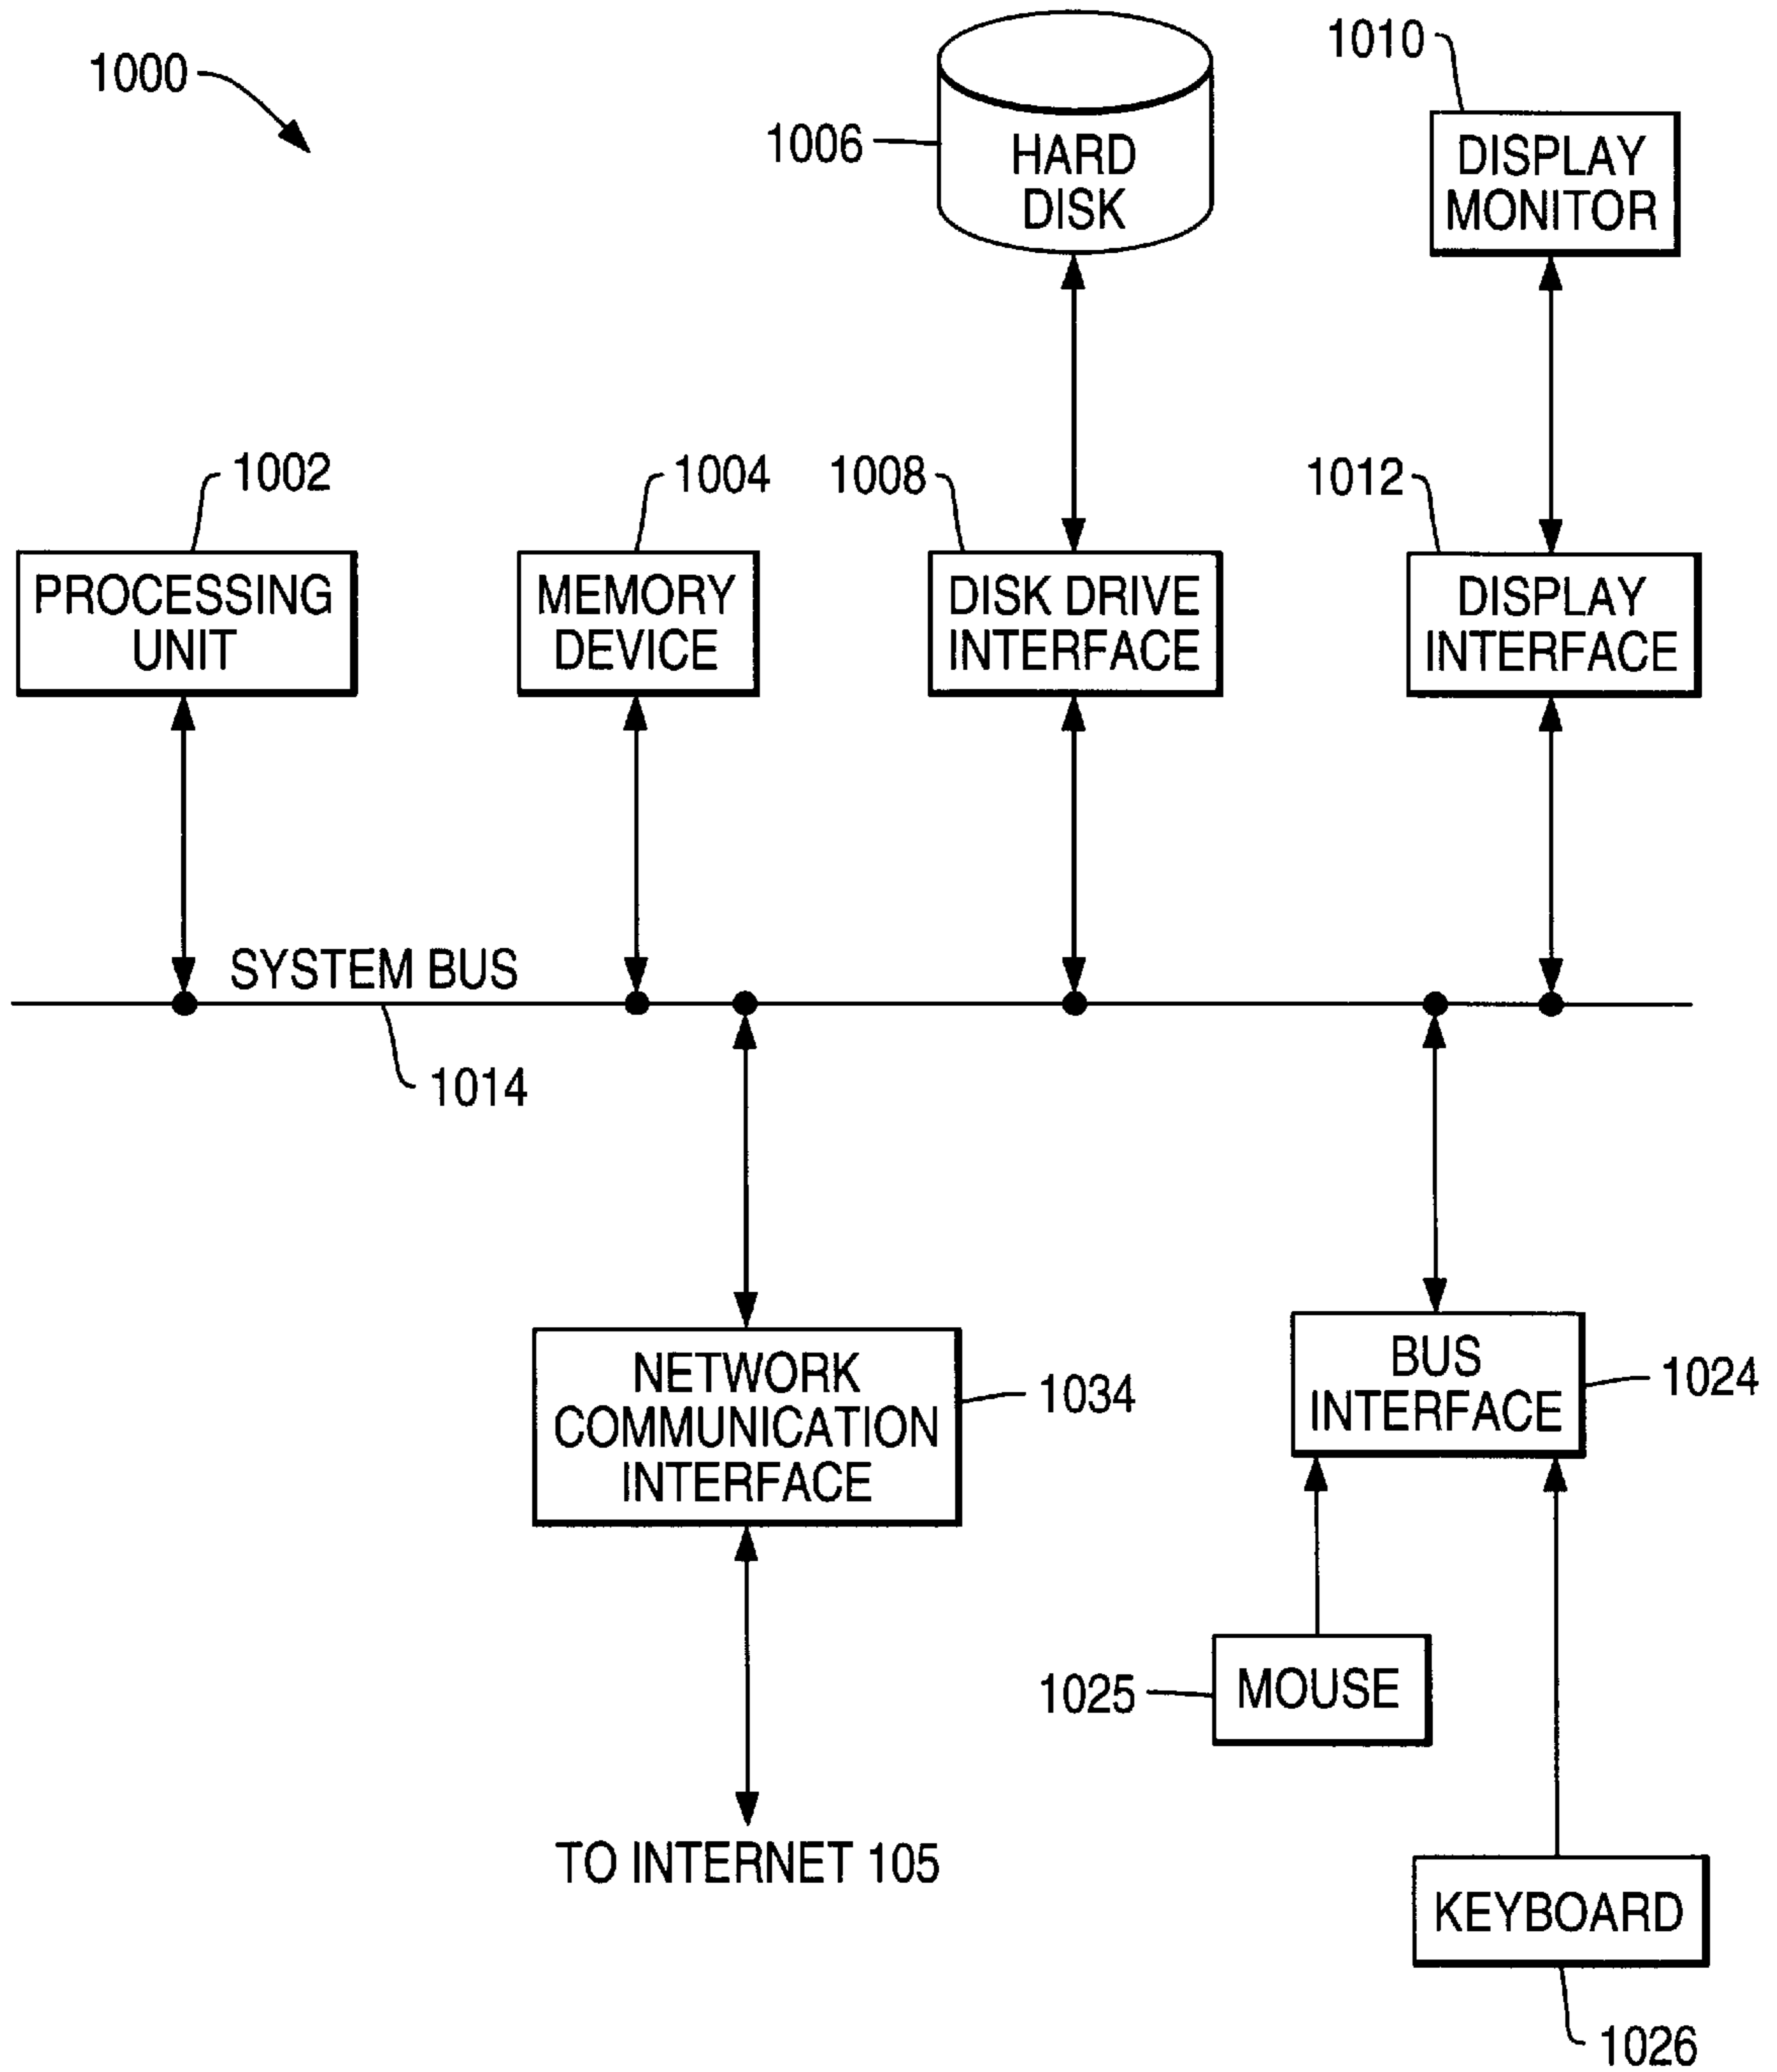 1000
1006
HARD
DISK
1010
DISPLAY
MONITOR
1002
PROCESSING
UNIT
1004
MEMORY
DEVICE
1008
DISK DRIVE
INTERFACE
1012
DISPLAY
INTERFACE
SYSTEM BUS
1014
NETWORK
COMMUNICATION
INTERFACE
1034
BUS
INTERFACE
1024
1025
MOUSE
TO INTERNET 105
KEYBOARD
1026